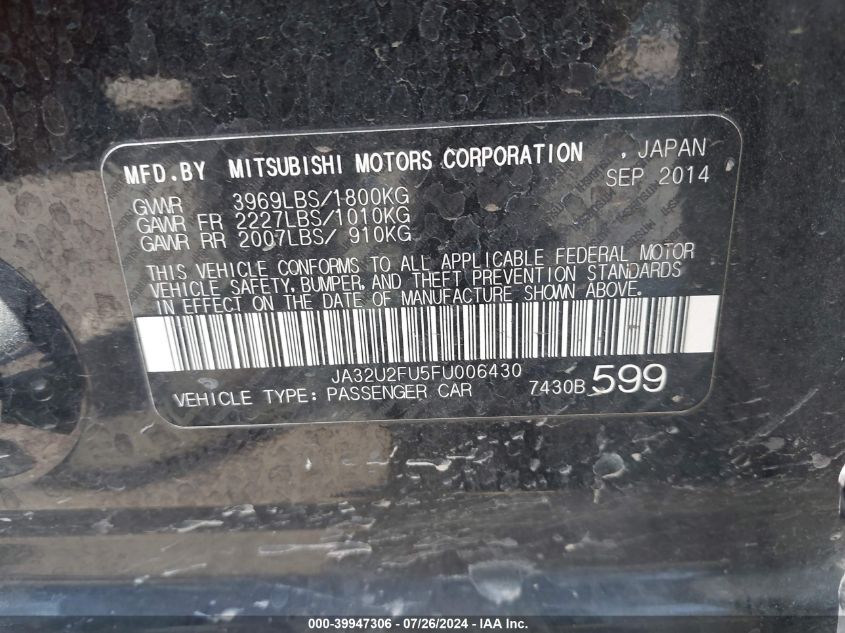 MFD.BY MITSUBISHI MOTORS CORPORATION , JAPAN
SEP 2014
GVWR 3969LBS/1800KG
GAWR FR 2227LBS/1010KG
GAWR RR 2007LBS/ 910KG
THIS VEHICLE CONFORMS TO ALL APPLICABLE FEDERAL MOTOR
VEHICLE SAFETY, BUMPER, AND THEFT PREVENTION STANDARDS
IN EFFECT ON THE DATE OF MANUFACTURE SHOWN ABOVE.
JA32U2FU5FU006430
VEHICLE TYPE: PASSENGER CAR 7430B 599
000-39947306 - 07/26/2024 - IAA Inc.